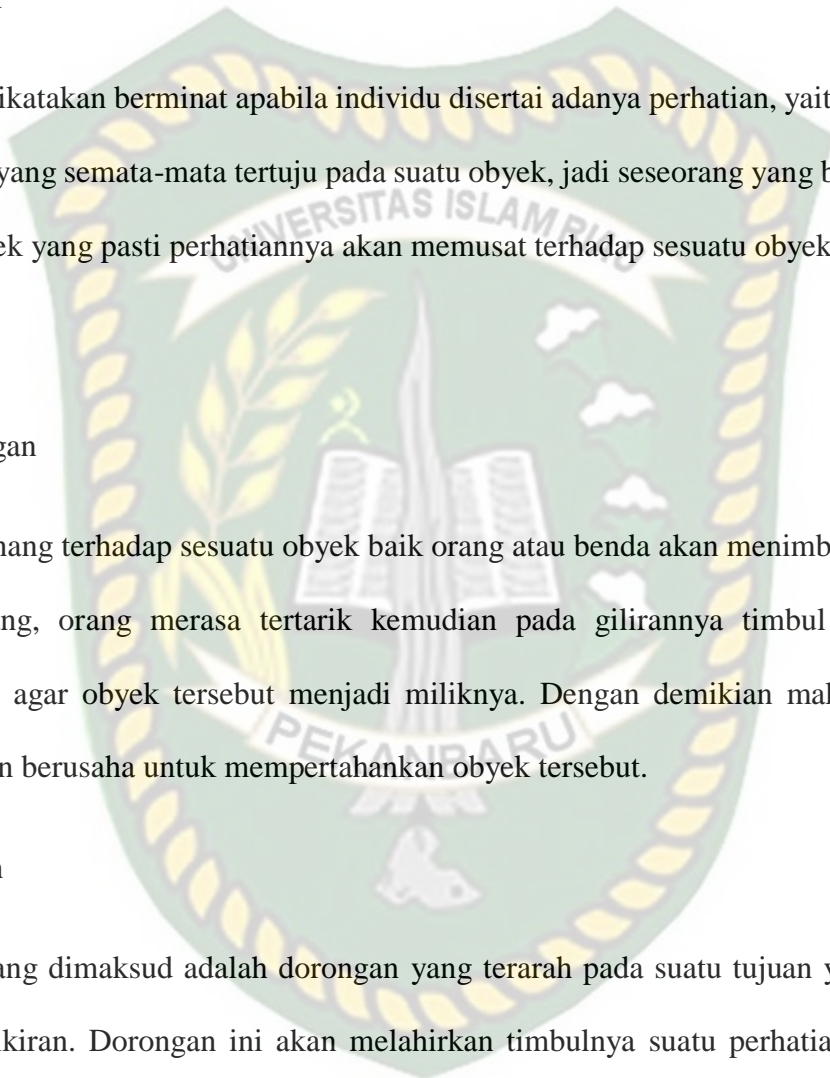 ikatakan berminat apabila individu disertai adanya perhatian, yait
yang semata-mata tertuju pada suatu obyek, jadi seseorang yang b
ek yang pasti perhatiannya akan memusat terhadap sesuatu obyek
UNIVERSITAS ISLAM RIAU
gan
nang terhadap sesuatu obyek baik orang atau benda akan menimb
ng, orang merasa tertarik kemudian pada gilirannya timbul
agar obyek tersebut menjadi miliknya. Dengan demikian mak
n berusaha untuk mempertahankan obyek tersebut.
PEKANBARU
n
ang dimaksud adalah dorongan yang terarah pada suatu tujuan y
ikiran. Dorongan ini akan melahirkan timbulnya suatu perhatia